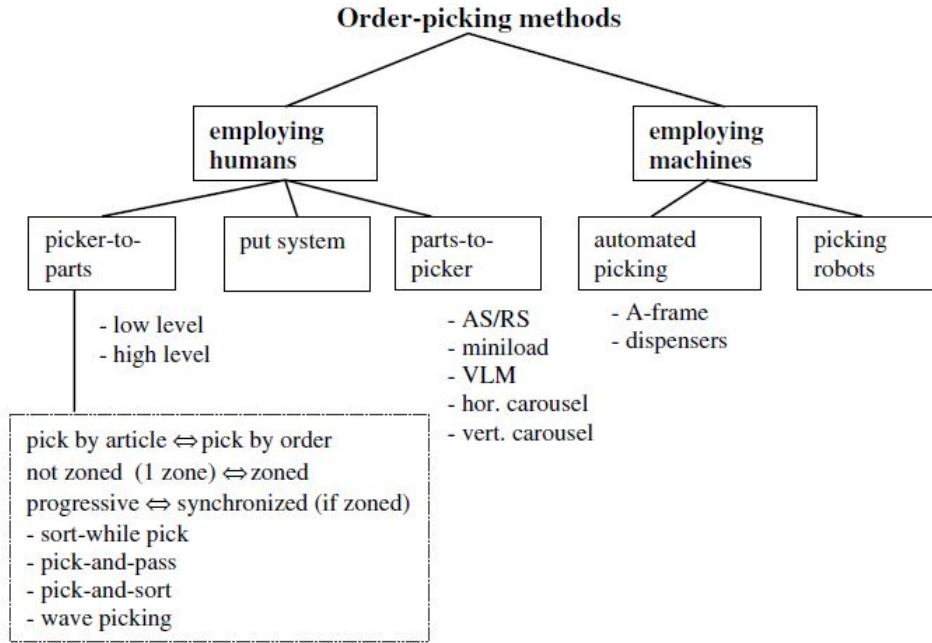 Order-picking methods
employing
humans
employing
machines
picker-to-
parts
put system
parts-to-
picker
automated
picking
picking
robots
- low level
- high level
- AS/RS
- miniload
- VLM
- hor. carousel
- vert. carousel
- A-frame
- dispensers
pick by article ⇔ pick by order
not zoned (1 zone) ⇔ zoned
progressive ⇔ synchronized (if zoned)
- sort-while pick
- pick-and-pass
- pick-and-sort
- wave picking